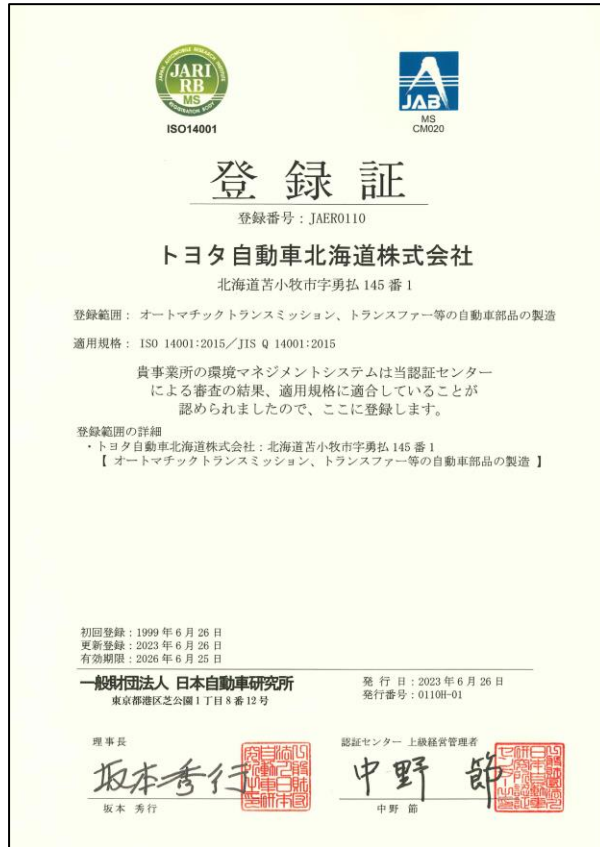 JAPAN AUTOMOBILE RESEARCH INSTITUTE
JARI
RB
MS
REGISTRATION BODY
ISO14001
JAB
MS
CM020
登録証
登録番号：JAER0110
トヨタ自動車北海道株式会社
北海道苫小牧市字勇払 145 番 1
登録範囲： オートマチックトランスミッション、トランスファー等の自動車部品の製造
適用規格： ISO 14001:2015／JIS Q 14001:2015
貴事業所の環境マネジメントシステムは当認証センター
による審査の結果、適用規格に適合していることが
認められましたので、ここに登録します。
登録範囲の詳細
・トヨタ自動車北海道株式会社：北海道苫小牧市字勇払 145 番 1
【 オートマチックトランスミッション、トランスファー等の自動車部品の製造 】
初回登録：1999 年 6 月 26 日
更新登録：2023 年 6 月 26 日
有効期限：2026 年 6 月 25 日
一般財団法人 日本自動車研究所
東京都港区芝公園 1 丁目 8 番 12 号
発 行 日：2023 年 6 月 26 日
発行番号：0110H-01
理事長
坂本秀行
坂本 秀行
認証センター 上級経営管理者
中野 節
中野 節